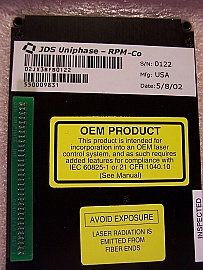 JDS Uniphase - RPM-Co
S/N: 0122
Mfg: USA
550009831
Date: 5/8/02
OEM PRODUCT
This product is intended for
incorporation into an OEM laser
control system, and as such requires
added features for compliance with
IEC 60825-1 or 21 CFR 1040.10
(See Manual)
AVOID EXPOSURE
LASER RADIATION IS
EMITTED FROM
FIBER ENDS
INSPECTED